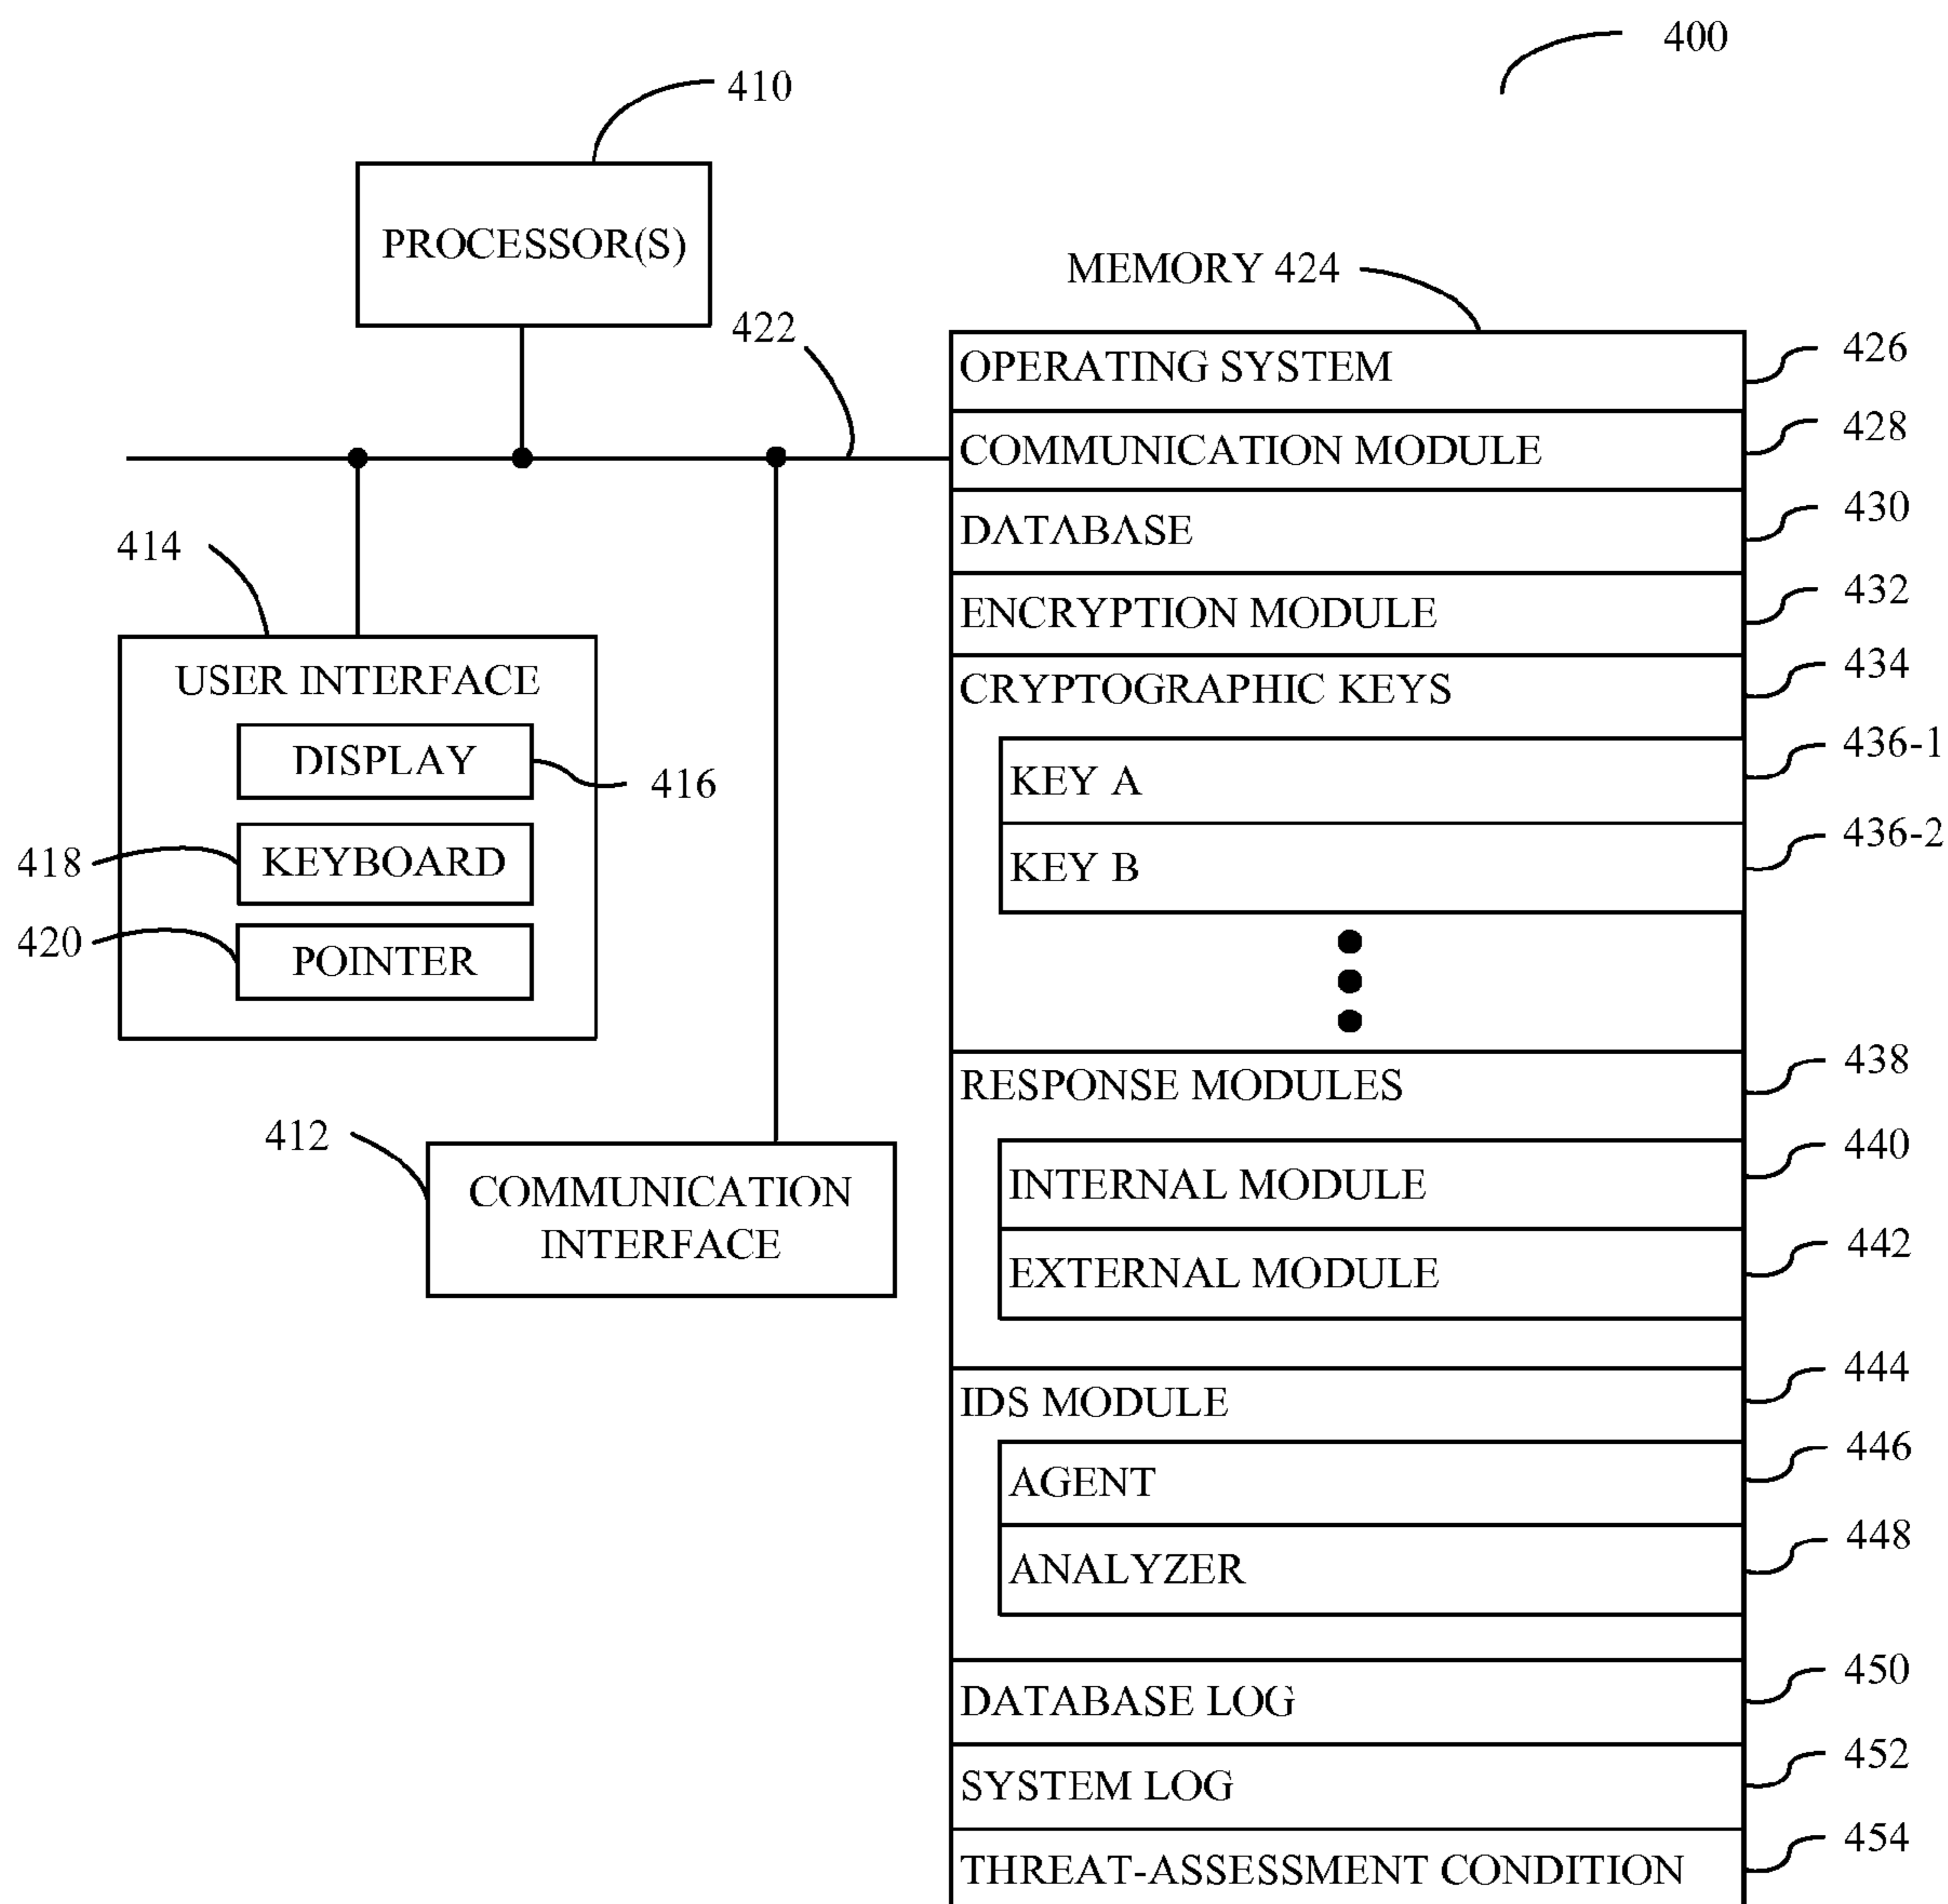 400
410
PROCESSOR(S)
MEMORY 424
422
OPERATING SYSTEM
426
COMMUNICATION MODULE
428
DATABASE
430
ENCRYPTION MODULE
432
CRYPTOGRAPHIC KEYS
434
KEY A
436-1
KEY B
436-2
414
USER INTERFACE
DISPLAY
416
418
KEYBOARD
420
POINTER
412
COMMUNICATION
INTERFACE
RESPONSE MODULES
438
INTERNAL MODULE
440
EXTERNAL MODULE
442
IDS MODULE
444
AGENT
446
ANALYZER
448
DATABASE LOG
450
SYSTEM LOG
452
THREAT-ASSESSMENT CONDITION
454